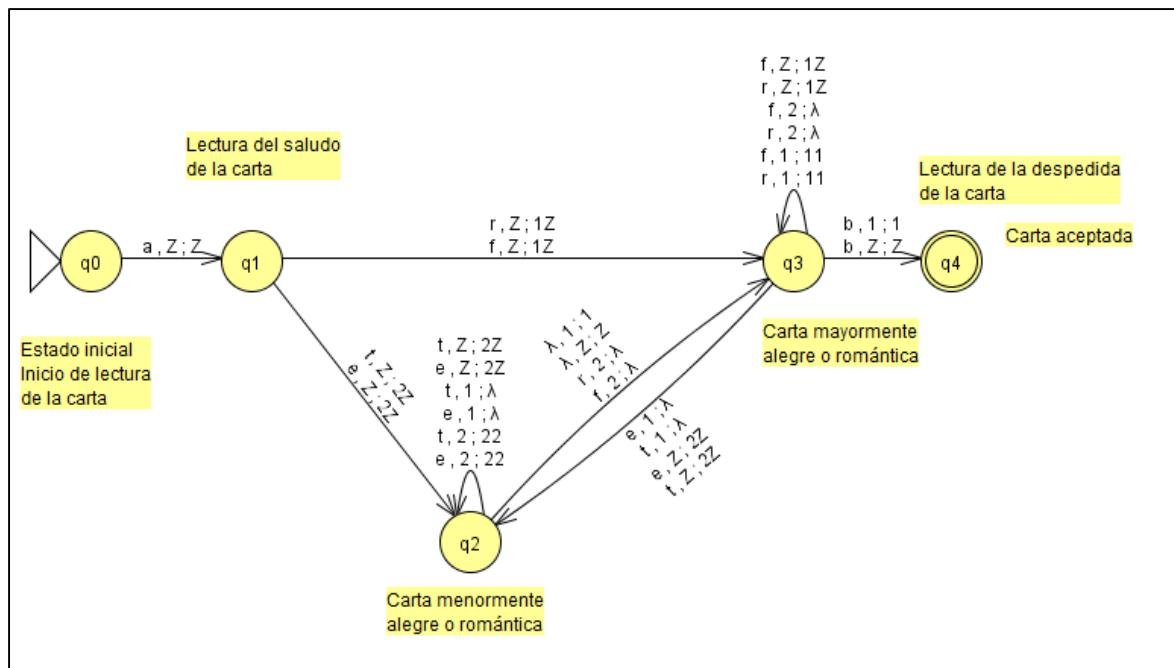 f , Z ; 1Z
r , Z ; 1Z
f , 2 ; λ
r , 2 ; λ
f , 1 ; 11
r , 1 ; 11
Lectura del saludo
de la carta
Lectura de la despedida
de la carta
Carta aceptada
q0
a , Z ; Z
q1
r , Z ; 1Z
f , Z ; 1Z
q3
b , 1 ; 1
b , Z ; Z
q4
Estado inicial
Inicio de lectura
de la carta
t , Z ; 2Z
e , Z ; 2Z
t , Z ; 2Z
e , Z ; 2Z
t , 1 ; λ
e , 1 ; λ
t , 2 ; 22
e , 2 ; 22
λ , 1 ; 1
λ , Z ; Z
r , 2 ; λ
f , 2 ; λ
e , 1 ; λ
t , 1 ; λ
e , Z ; 2Z
t , Z ; 2Z
Carta mayormente
alegre o romántica
q2
Carta menormente
alegre o romántica